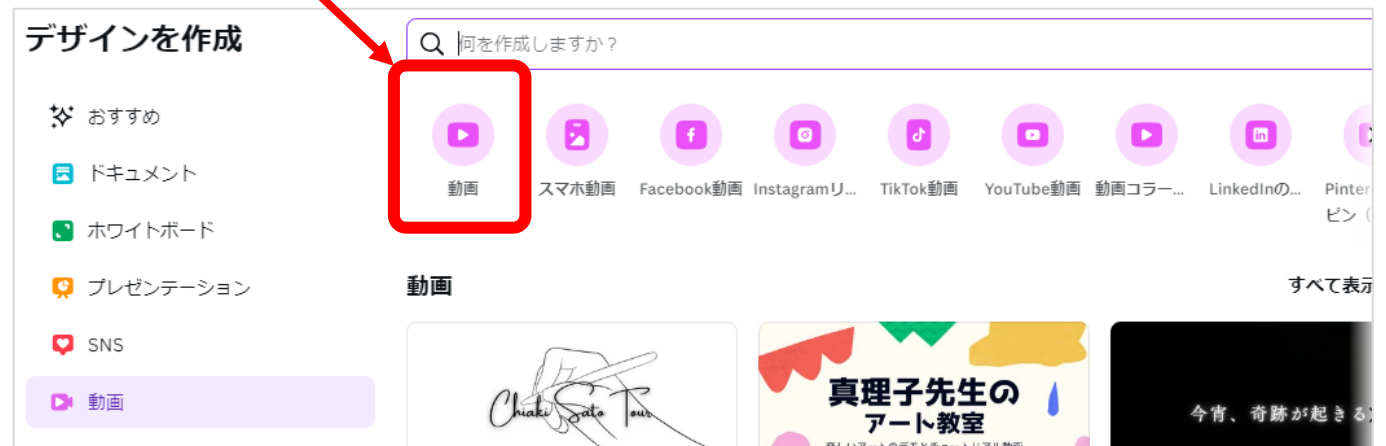 デザインを作成
何を作成しますか？
おすすめ
ドキュメント
ホワイトボード
プレゼンテーション
SNS
動画
動画
スマホ動画
Facebook動画
Instagramリ...
TikTok動画
YouTube動画
動画コラー...
LinkedInの...
Pinter
ピン（
動画
すべて表示
Chiaki Sato Tour
真理子先生の
アート教室
今宵、奇跡が起きる